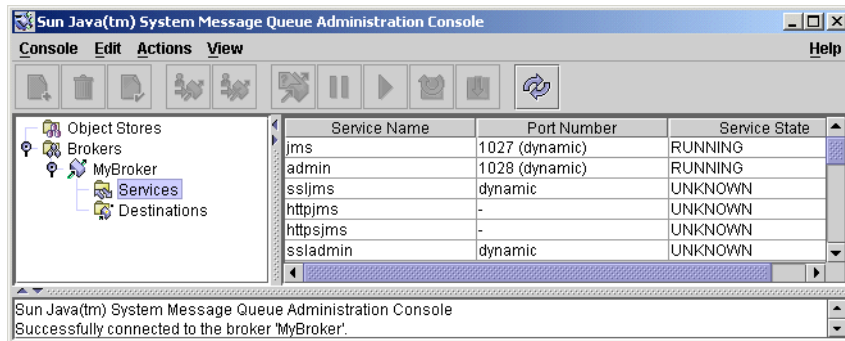 Sun Java(tm) System Message Queue Administration Console
Console Edit Actions View Help
Object Stores
Brokers
MyBroker
Services
Destinations
Service Name Port Number Service State
jms 1027 (dynamic) RUNNING
admin 1028 (dynamic) RUNNING
ssljms dynamic UNKNOWN
httpjms - UNKNOWN
httpsjms - UNKNOWN
ssladmin dynamic UNKNOWN
Sun Java(tm) System Message Queue Administration Console
Successfully connected to the broker 'MyBroker'.